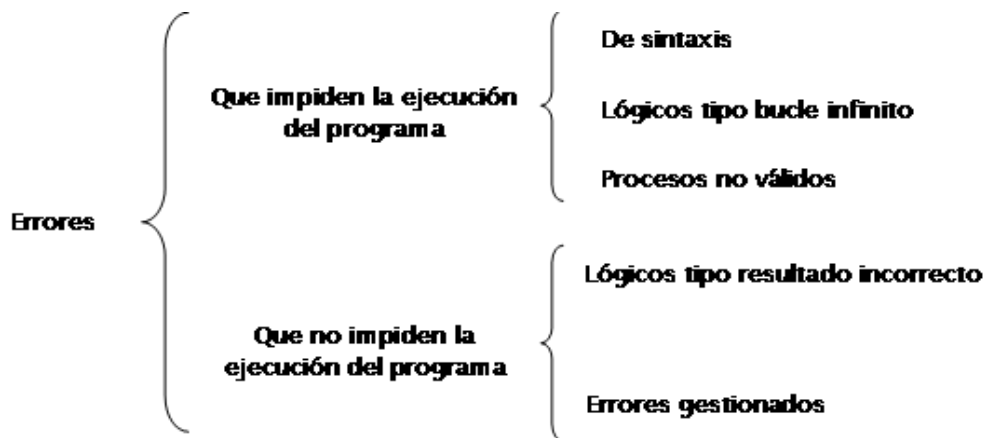 Errores
Que impiden la ejecución
del programa
De sintaxis
Lógicos tipo bucle infinito
Procesos no válidos
Que no impiden la
ejecución del programa
Lógicos tipo resultado incorrecto
Errores gestionados